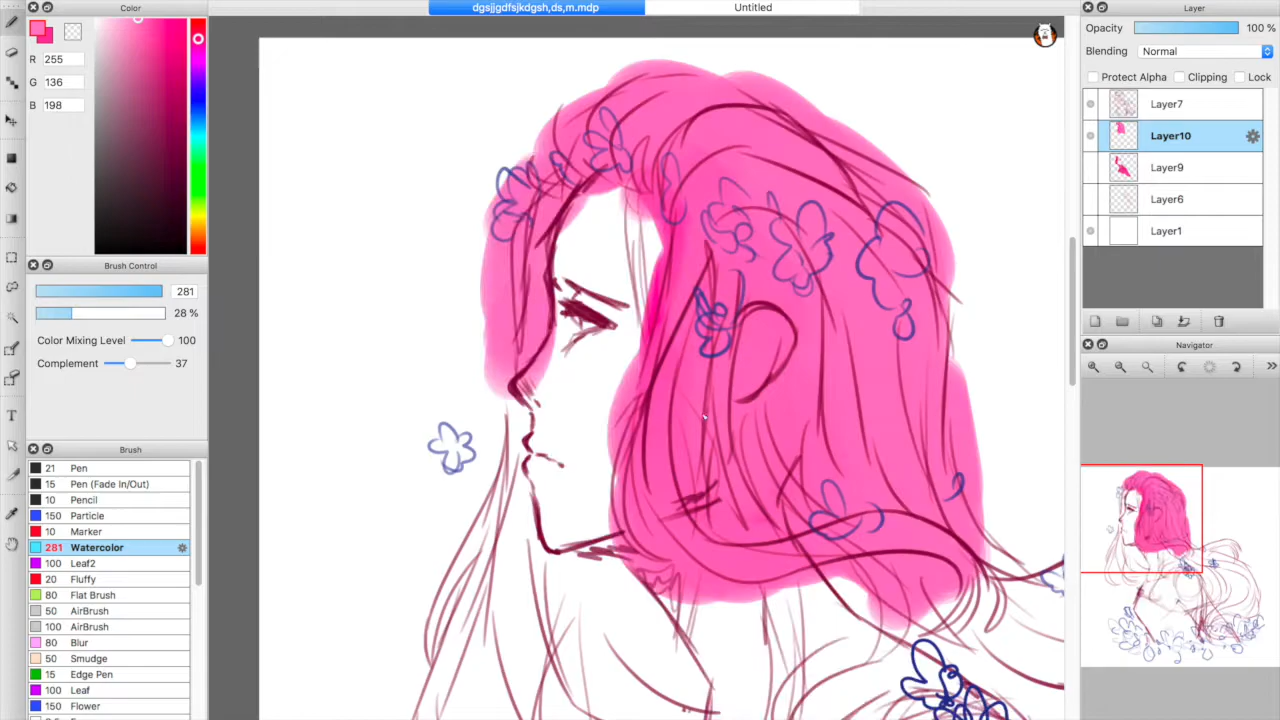 Color
dgsjjgdfsjkdgsh,ds,m.mdp
Untitled
Layer
R 255
G 136
B 198
Opacity 100 %
Blending Normal
Protect Alpha Clipping Lock
Layer7
Layer10
Layer9
Layer6
Layer1
Brush Control
281
28 %
Color Mixing Level 100
Complement 37
Navigator
Brush
21 Pen
15 Pen (Fade In/Out)
10 Pencil
150 Particle
10 Marker
281 Watercolor
100 Leaf2
20 Fluffy
80 Flat Brush
50 AirBrush
100 AirBrush
80 Blur
50 Smudge
15 Edge Pen
100 Leaf
150 Flower
T